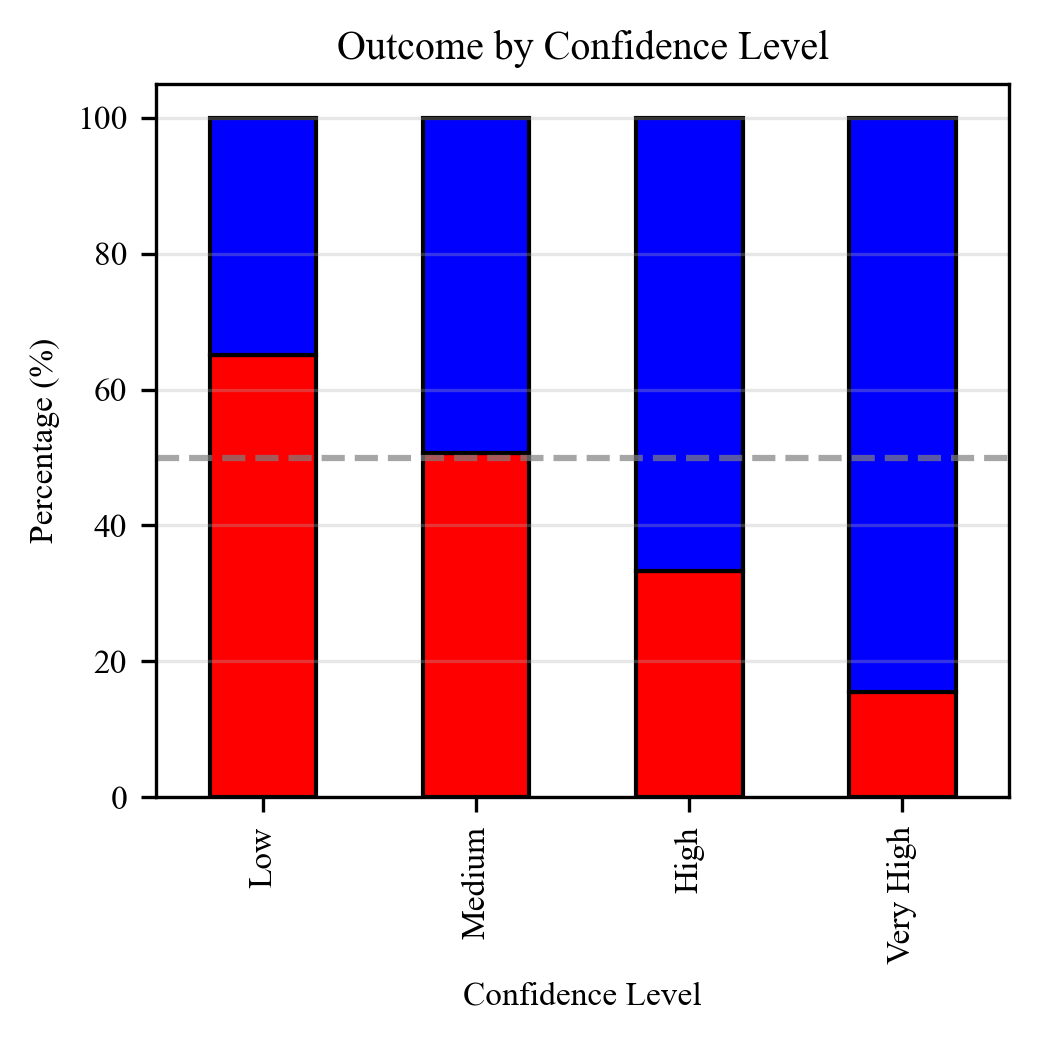 Outcome by Confidence Level
Percentage (%)
100
80
60
40
20
0
Low
Medium
High
Very High
Confidence Level